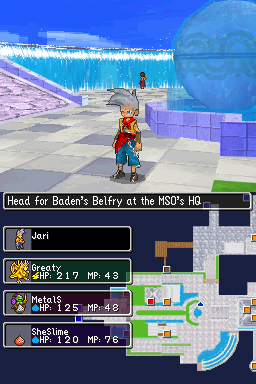 Head for Baden's Belfry at the MSO's HQ
Jari
Greaty
HP: 217 MP: 43
MetalS
HP: 125 MP: 48
SheSlime
HP: 120 MP: 76